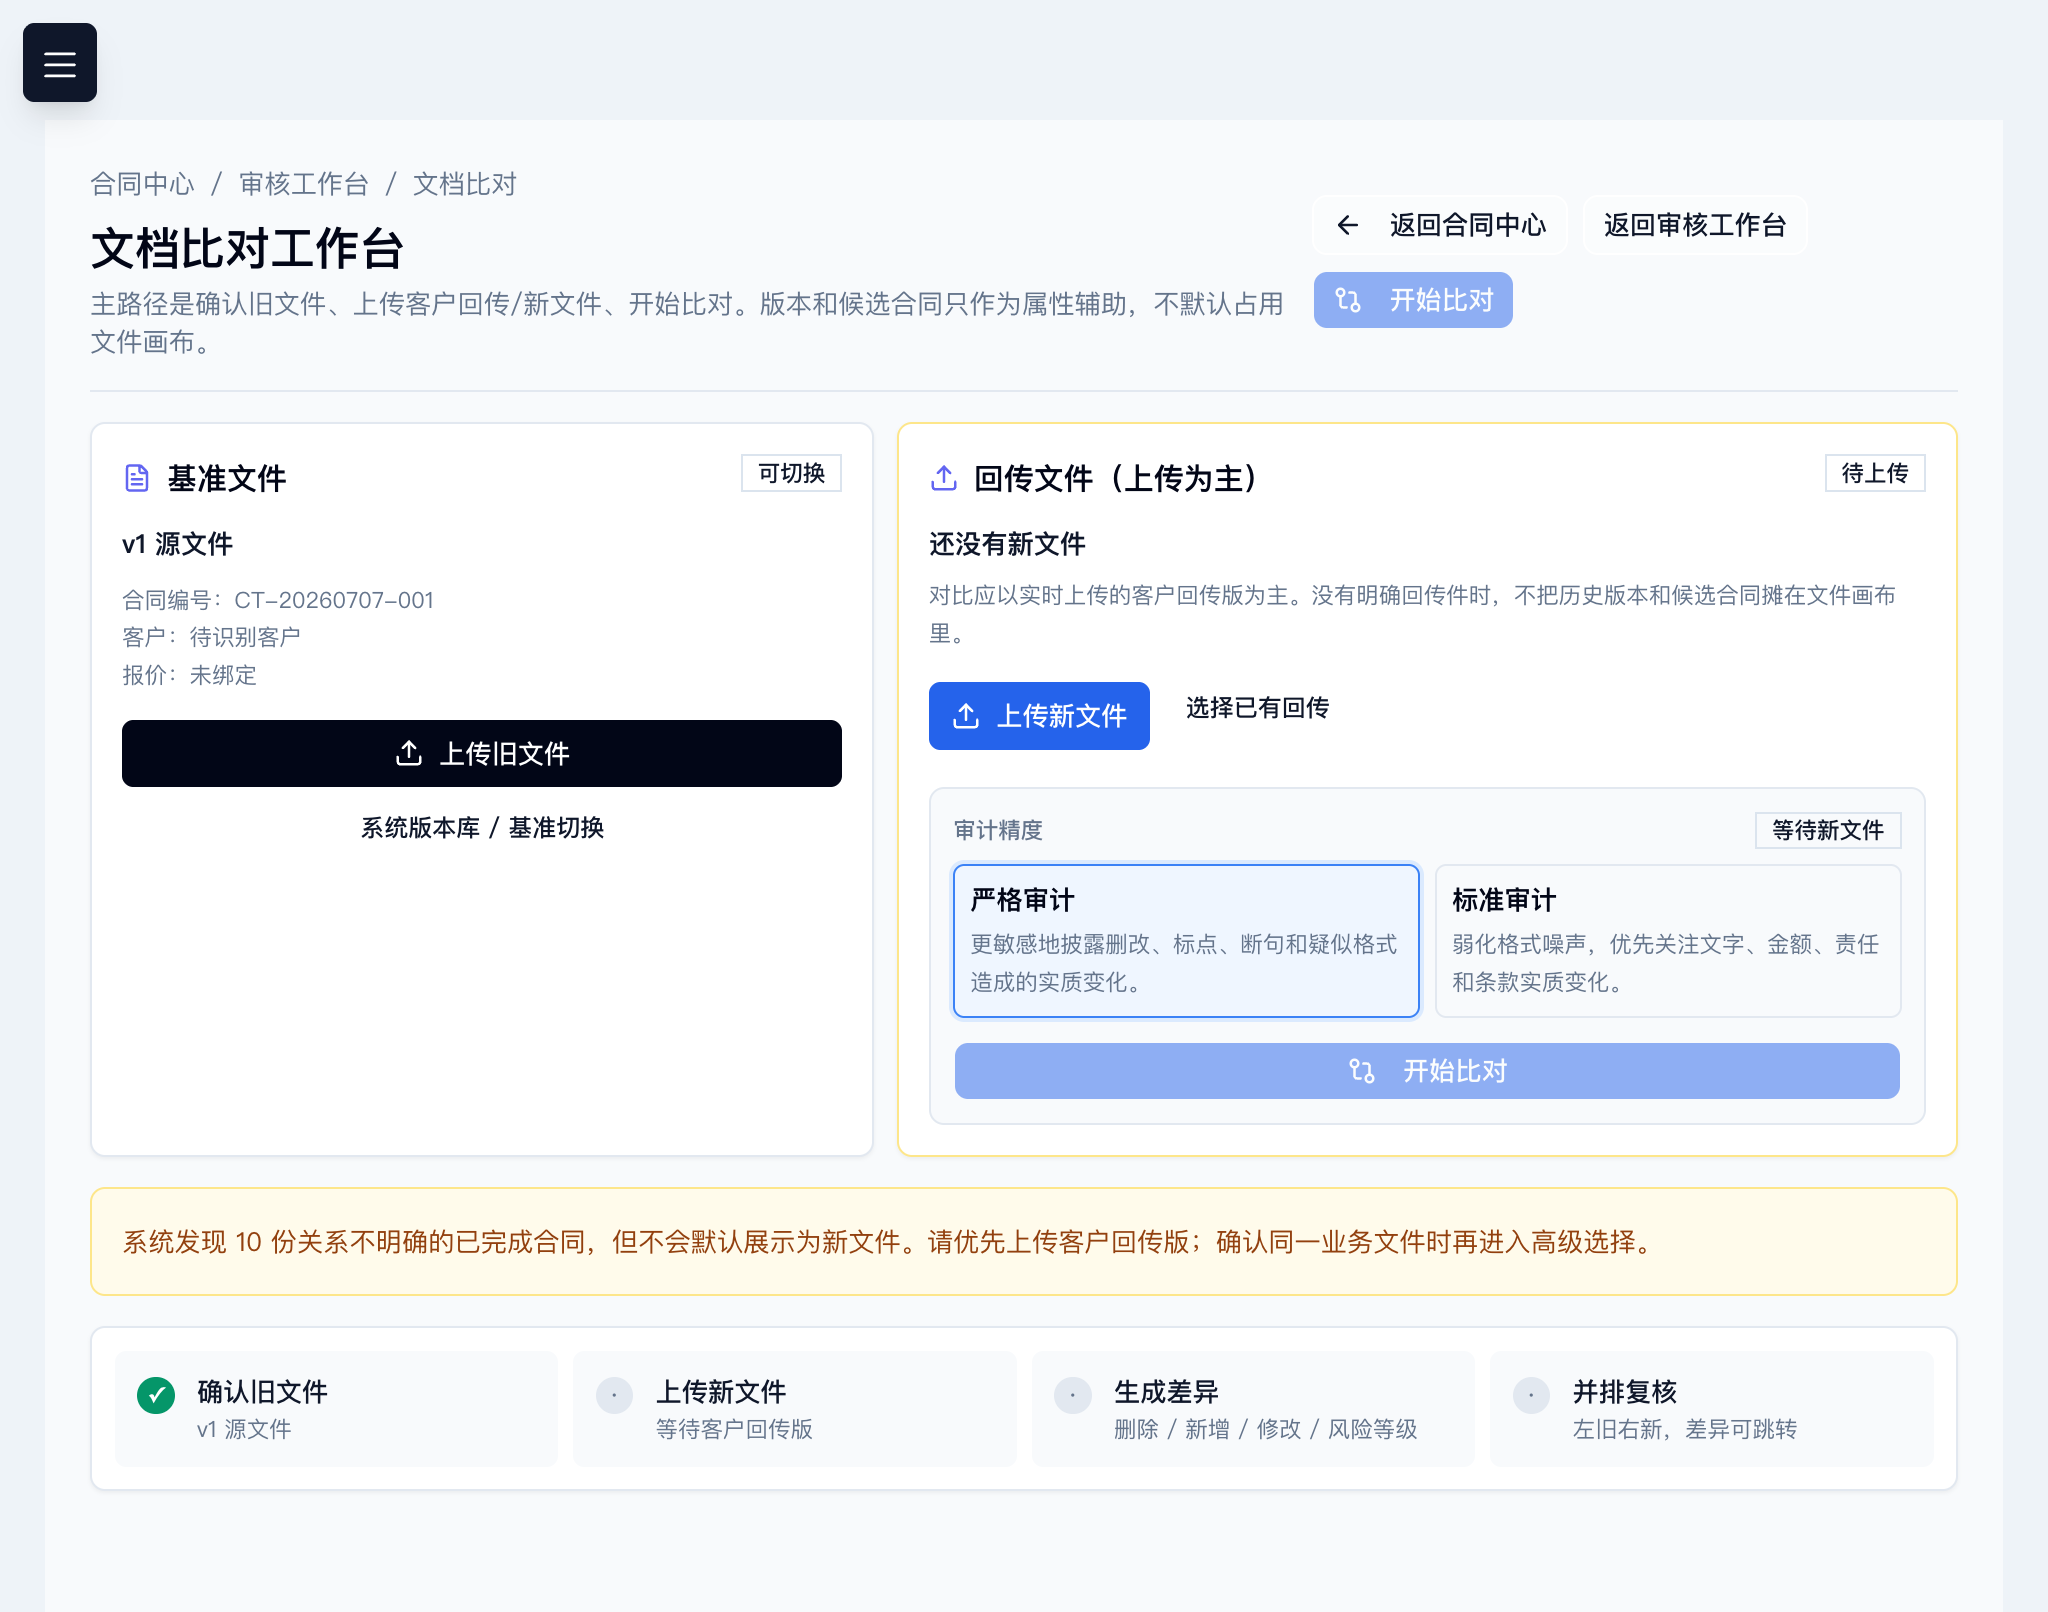 合同中心 / 审核工作台 / 文档比对
文档比对工作台
主路径是确认旧文件、上传客户回传/新文件、开始比对。版本和候选合同只作为属性辅助，不默认占用
文件画布。
返回合同中心
返回审核工作台
开始比对
基准文件
可切换
v1 源文件
合同编号：CT-20260707-001
客户：待识别客户
报价：未绑定
上传旧文件
系统版本库 / 基准切换
回传文件（上传为主）
待上传
还没有新文件
对比应以实时上传的客户回传版为主。没有明确回传件时，不把历史版本和候选合同摊在文件画布
里。
上传新文件
选择已有回传
审计精度
等待新文件
严格审计
更敏感地披露删改、标点、断句和疑似格式
造成的实质变化。
标准审计
弱化格式噪声，优先关注文字、金额、责任
和条款实质变化。
开始比对
系统发现 10 份关系不明确的已完成合同，但不会默认展示为新文件。请优先上传客户回传版；确认同一业务文件时再进入高级选择。
确认旧文件
v1 源文件
上传新文件
等待客户回传版
生成差异
删除 / 新增 / 修改 / 风险等级
并排复核
左旧右新，差异可跳转